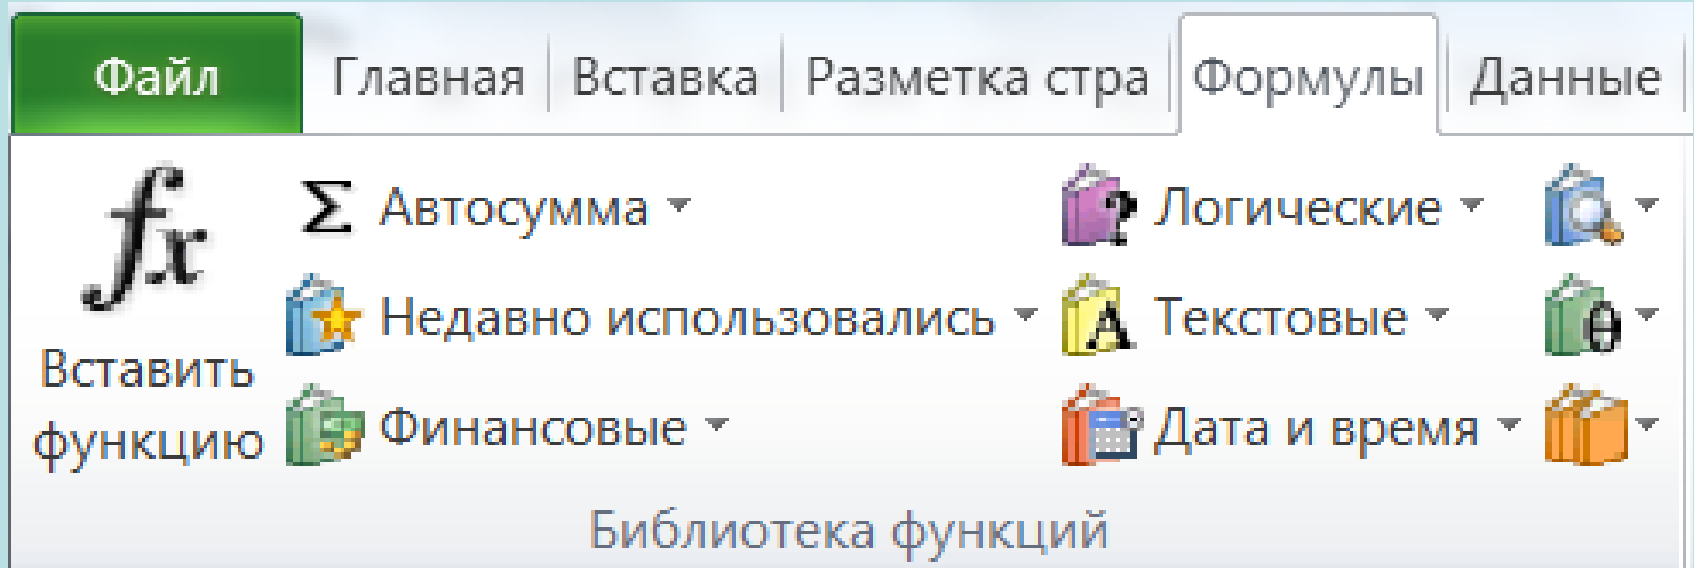 Файл Главная Вставка Разметка стра Формулы Данные
Вставить
функцию
Σ Автосумма
Недавно использовались
Финансовые
Логические
Текстовые
Дата и время
Библиотека функций